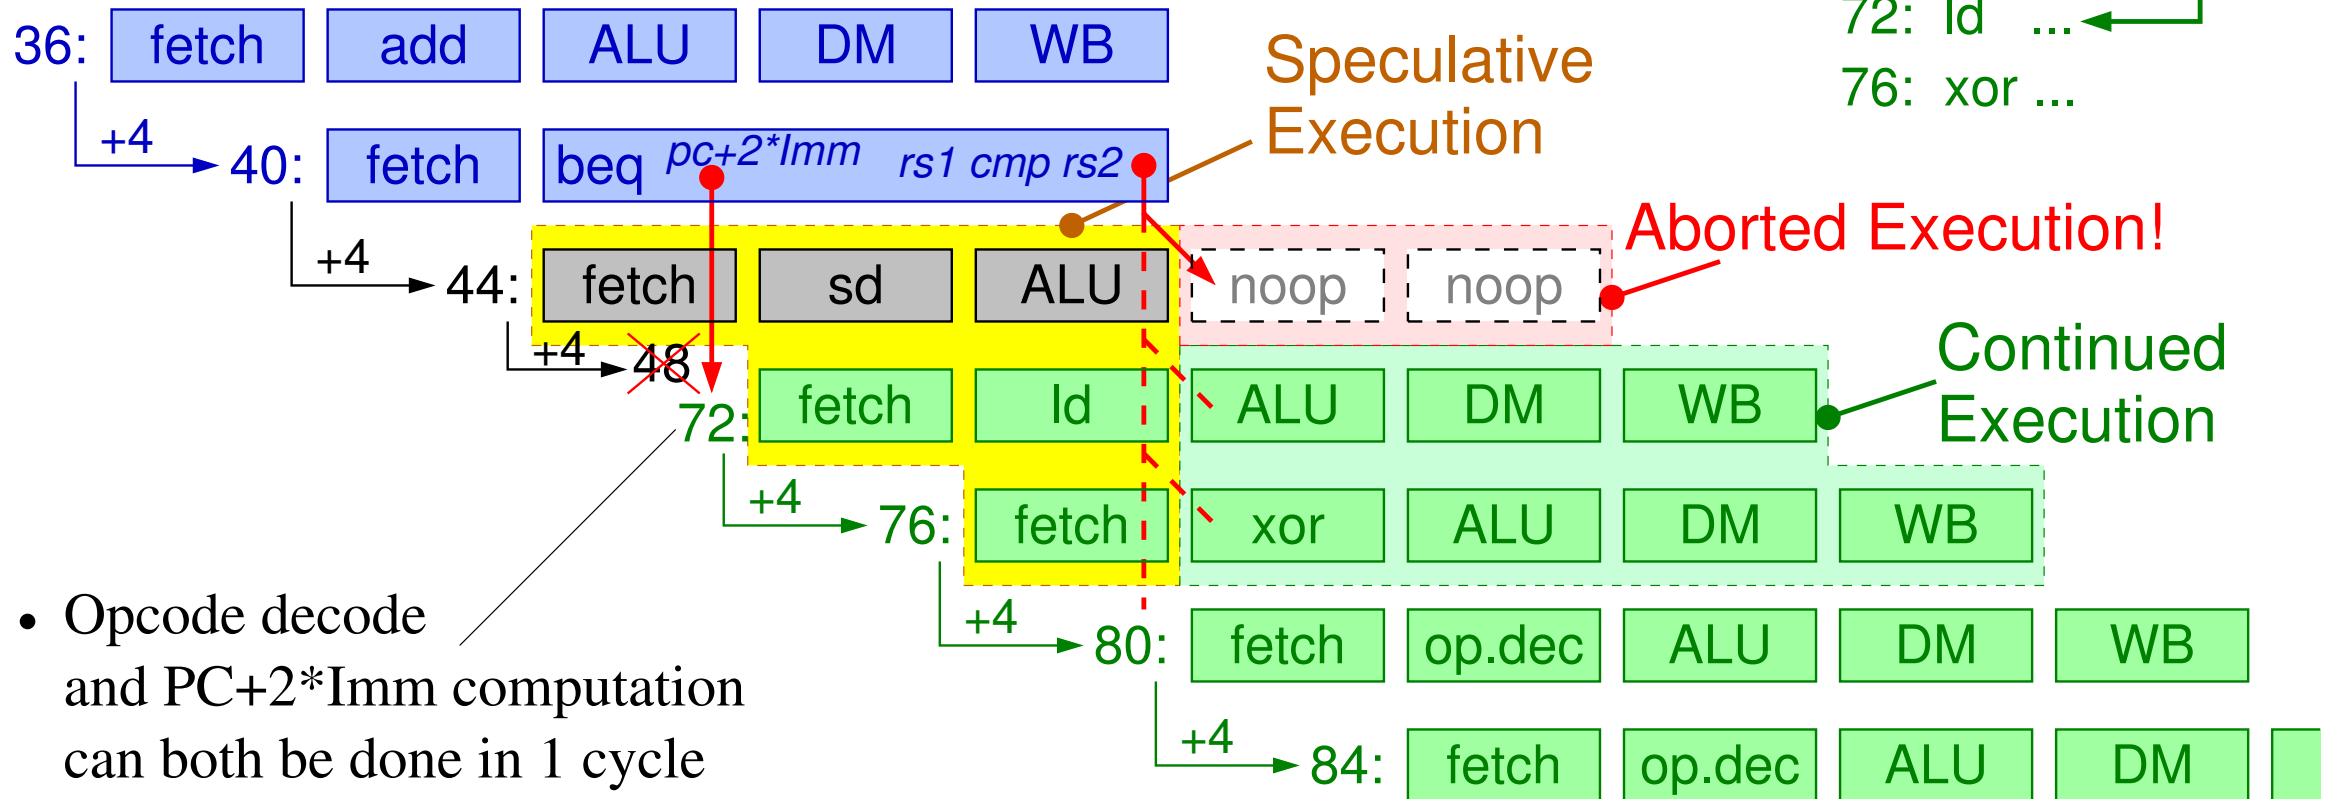 36: fetch add ALU DM WB
72: ld ...
Speculative
Execution
76: xor ...
+4 40: fetch beq pc+2*Imm rs1 cmp rs2
Aborted Execution!
+4 44: fetch sd ALU noop noop
+4 48
Continued
Execution
72: fetch ld ALU DM WB
+4 76: fetch xor ALU DM WB
• Opcode decode
and PC+2*Imm computation
can both be done in 1 cycle
+4 80: fetch op.dec ALU DM WB
+4 84: fetch op.dec ALU DM